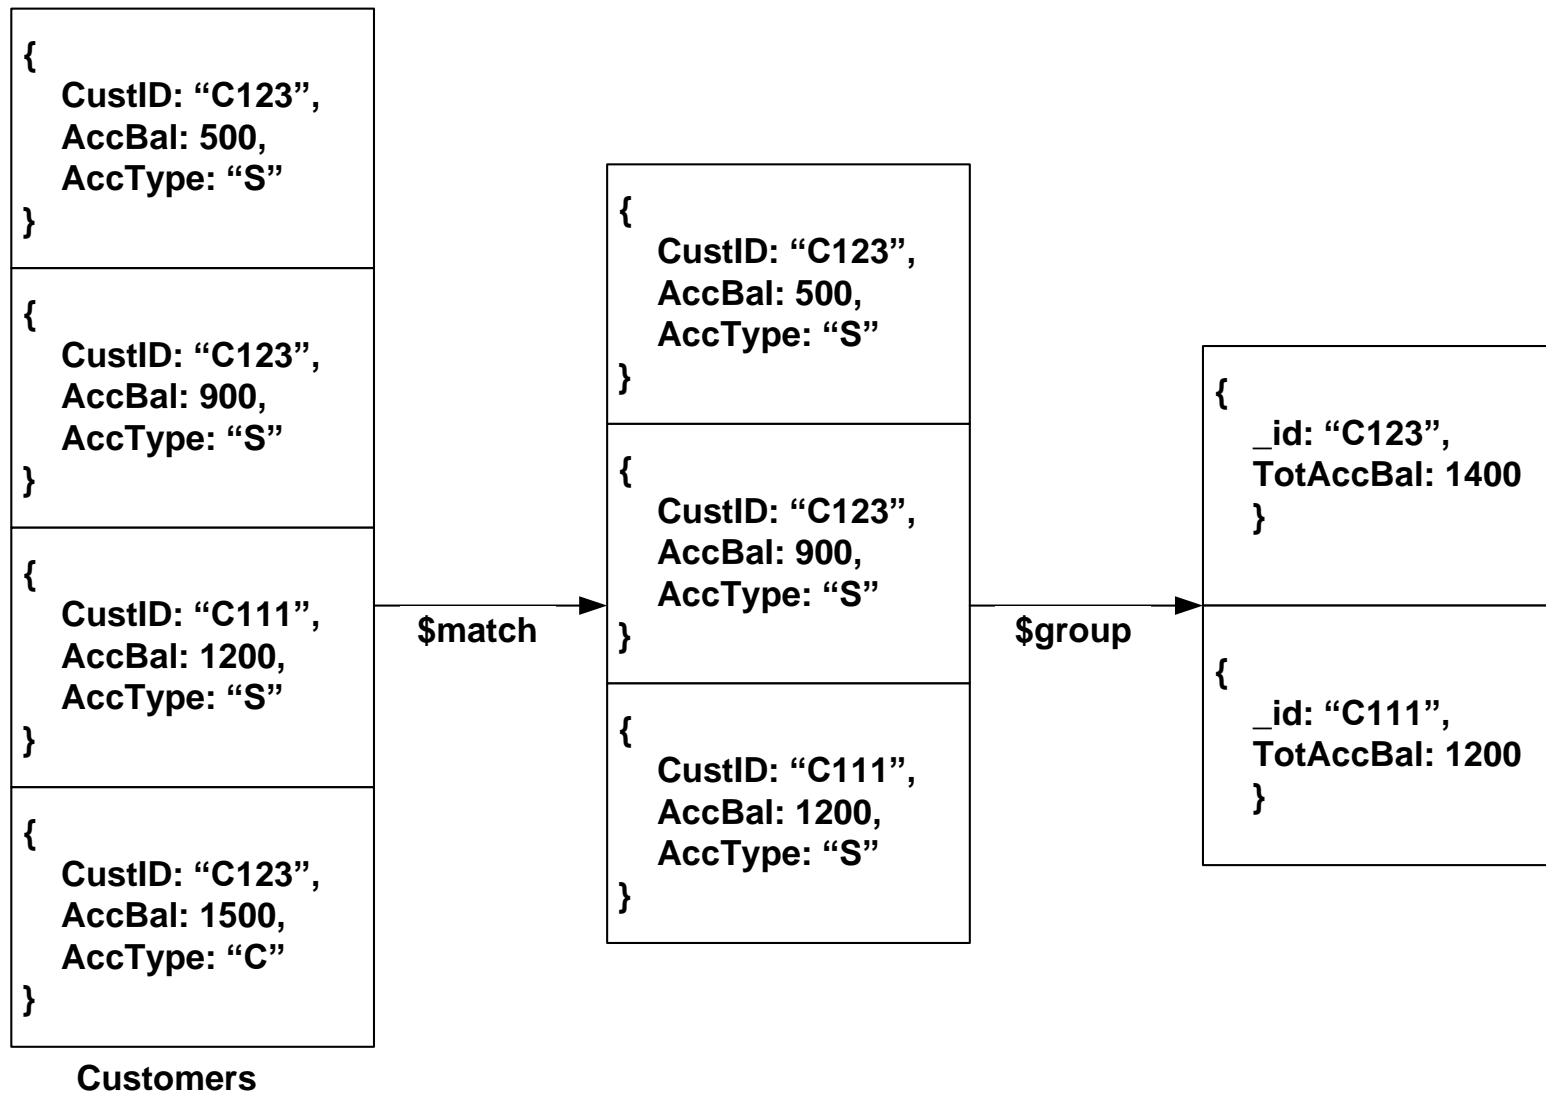 {
CustID: “C123”,
AccBal: 500,
AccType: “S”
}
{
CustID: “C123”,
AccBal: 900,
AccType: “S”
}
{
CustID: “C111”,
AccBal: 1200,
AccType: “S”
}
{
CustID: “C123”,
AccBal: 1500,
AccType: “C”
}
Customers
$match
{
CustID: “C123”,
AccBal: 500,
AccType: “S”
}
{
CustID: “C123”,
AccBal: 900,
AccType: “S”
}
{
CustID: “C111”,
AccBal: 1200,
AccType: “S”
}
$group
{
_id: “C123”,
TotAccBal: 1400
}
{
_id: “C111”,
TotAccBal: 1200
}